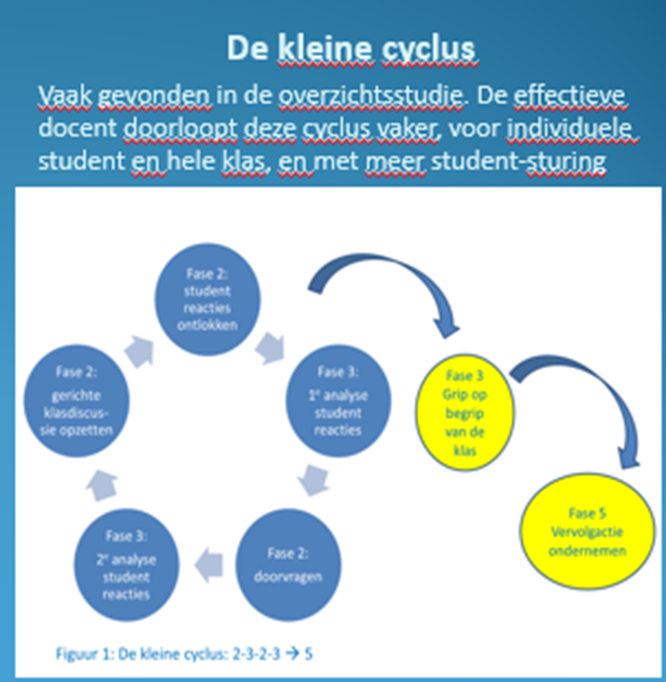 De kleine cyclus
Vaak gevonden in de overzichtsstudie. De effectieve
docent doorloopt deze cyclus vaker, voor individuele
student en hele klas, en met meer student-sturing
Fase 2:
student
reacties
ontlokken
Fase 3:
1e analyse
student
reacties
Fase 2:
doorvragen
Fase 3:
2e analyse
student
reacties
Fase 2:
gerichte
klasdiscus-
sie opzetten
Fase 3
Grip op
begrip
van de
klas
Fase 5
Vervolgactie
ondernemen
Figuur 1: De kleine cyclus: 2-3-2-3 → 5